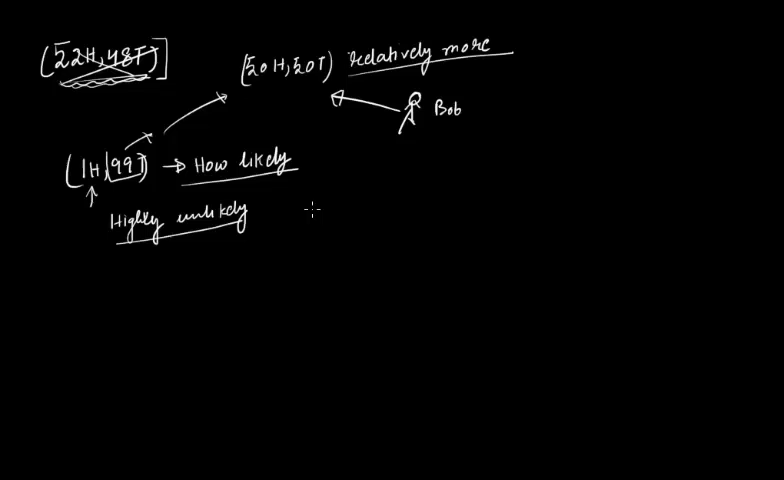 (52H, 48T]
(50H, 50T) Relatively more
Bob
(1H, 99T) → How likely
Highly unlikely